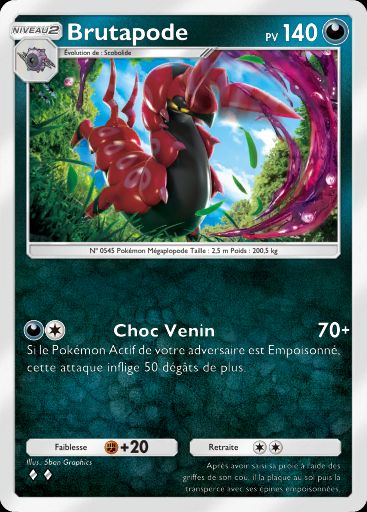 NIVEAU 2 Brutapode PV 140
Évolution de : Scobolide
N° 0545 Pokémon Mégaplopode Taille : 2,5 m Poids : 200,5 kg
Choc Venin 70+
Si le Pokémon Actif de votre adversaire est Empoisonné,
cette attaque inflige 50 dégâts de plus.
Faiblesse +20 Retraite
Illus. 5ban Graphics
Après avoir saisi sa proie à l'aide des
griffes de son cou, il la plaque au sol puis la
transperce avec ses épines empoisonnées.